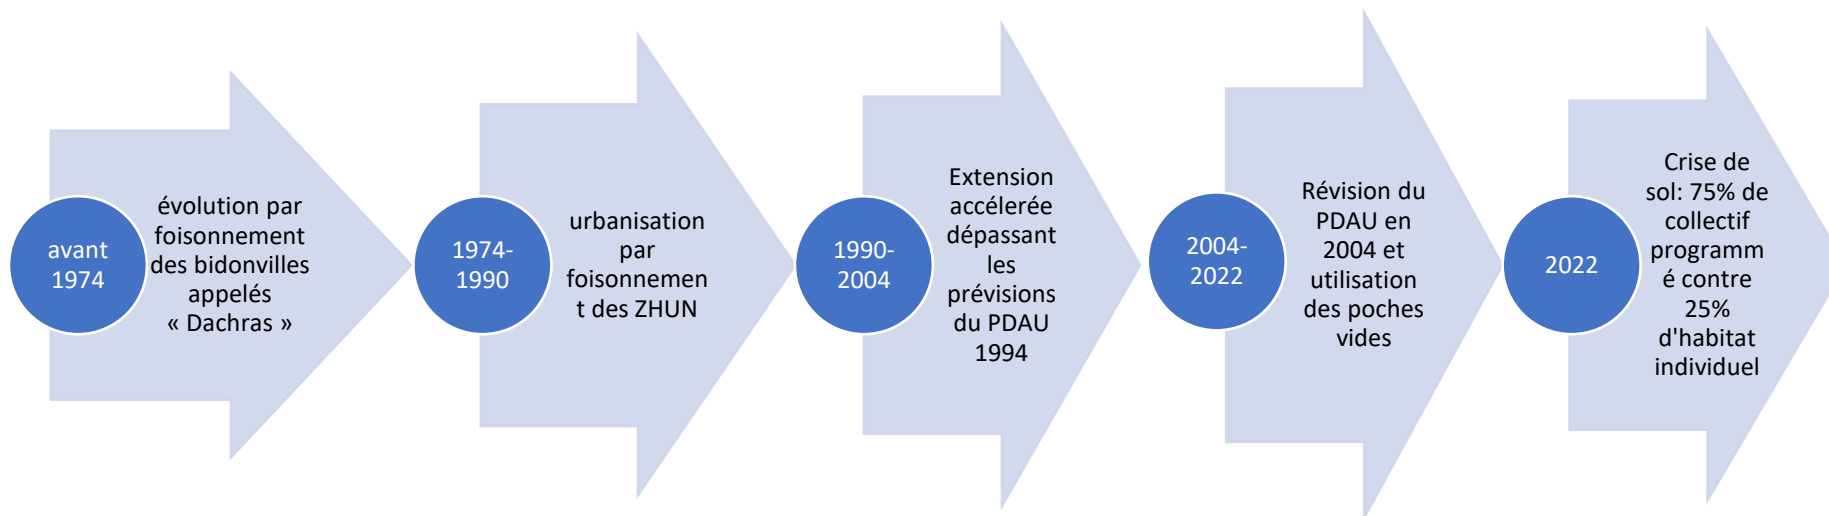 avant
1974
évolution par
foisonnement
des bidonvilles
appelés
« Dachras »
1974-
1990
urbanisation
par
foisonnemen
t des ZHUN
1990-
2004
Extension
accélerée
dépassant
les
prévisions
du PDAU
1994
2004-
2022
Révision du
PDAU en
2004 et
utilisation
des poches
vides
2022
Crise de
sol: 75% de
collectif
programm
é contre
25%
d'habitat
individuel